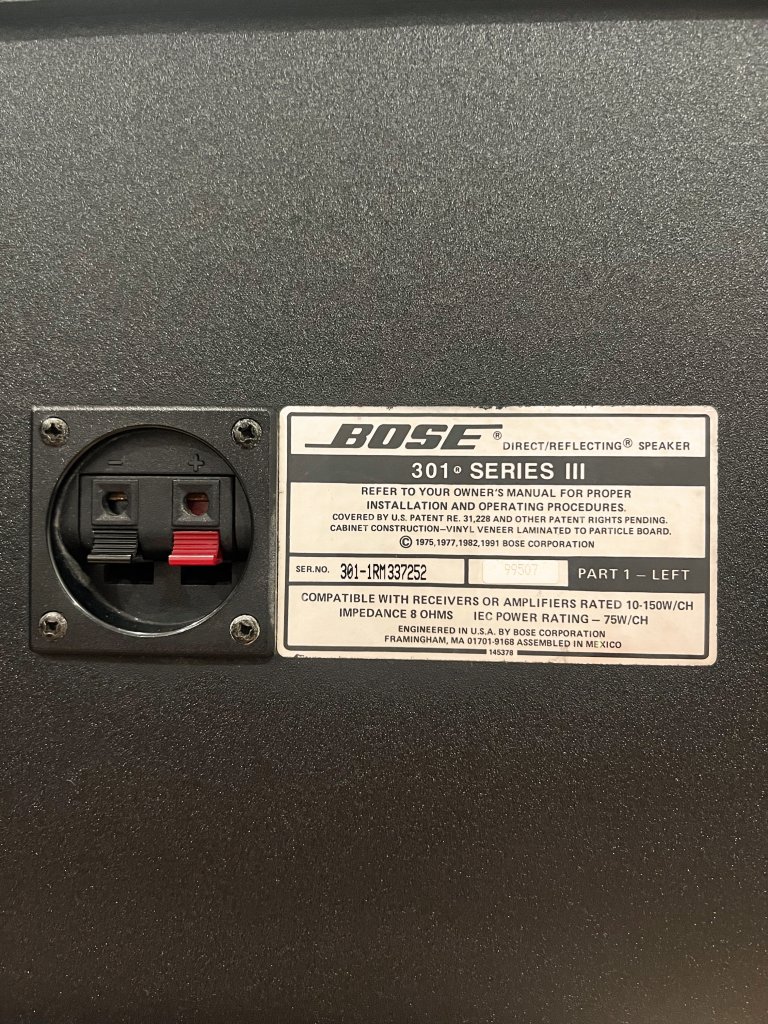 − +
BOSE® DIRECT/REFLECTING® SPEAKER
301® SERIES III
REFER TO YOUR OWNER'S MANUAL FOR PROPER
INSTALLATION AND OPERATING PROCEDURES.
COVERED BY U.S. PATENT RE. 31,228 AND OTHER PATENT RIGHTS PENDING.
CABINET CONSTRUCTION—VINYL VENEER LAMINATED TO PARTICLE BOARD.
© 1975,1977,1982,1991 BOSE CORPORATION
SER.NO. 301-1RM337252 99507 PART 1 – LEFT
COMPATIBLE WITH RECEIVERS OR AMPLIFIERS RATED 10-150W/CH
IMPEDANCE 8 OHMS IEC POWER RATING – 75W/CH
ENGINEERED IN U.S.A. BY BOSE CORPORATION
FRAMINGHAM, MA 01701-9168 ASSEMBLED IN MEXICO
145378